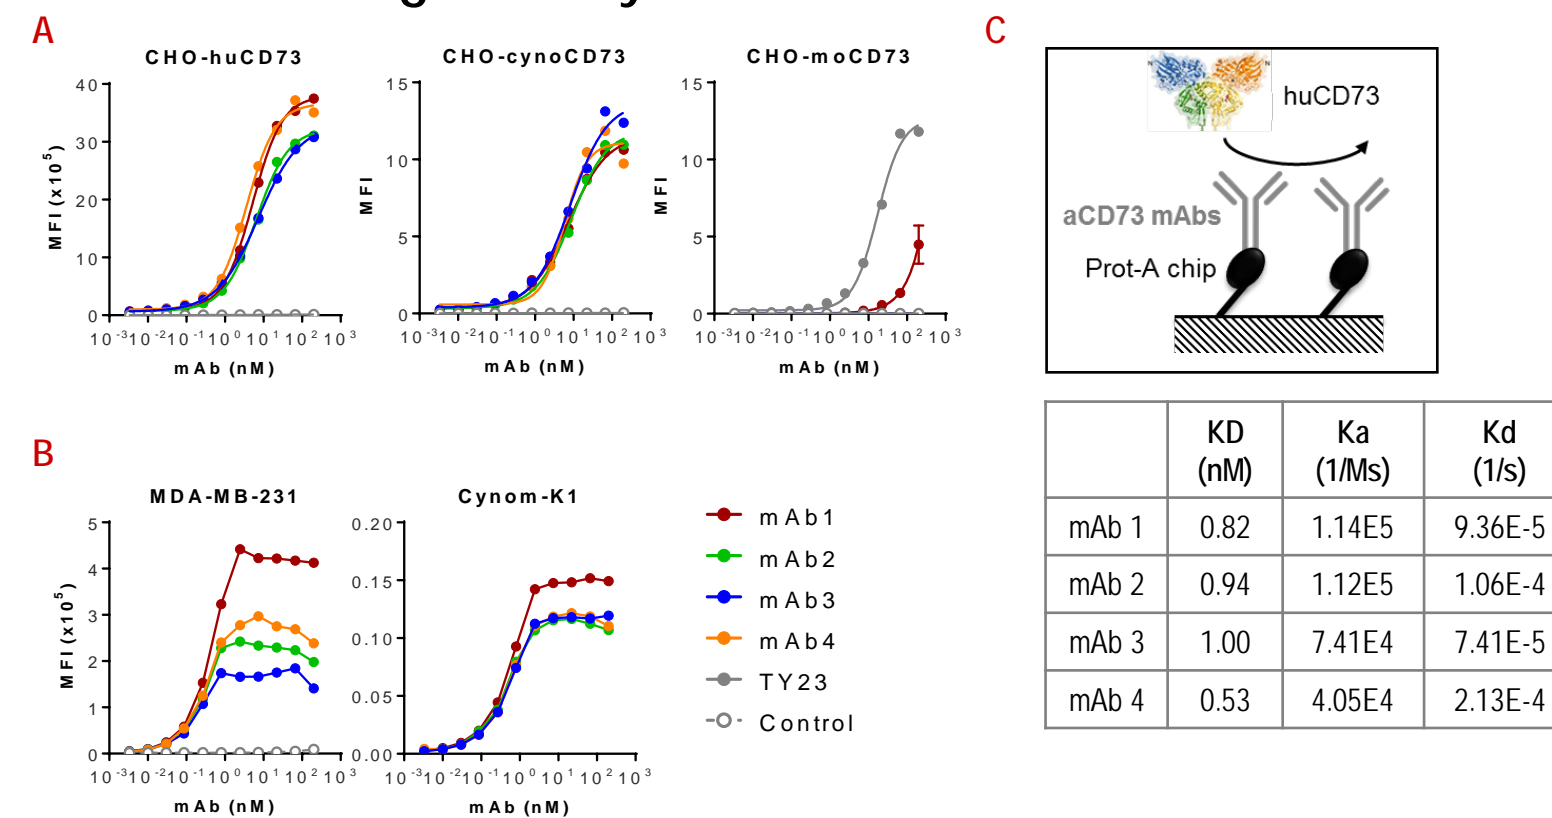 A
CHO-huCD73
40
30
20
10
0
MFI (x10^5)
10^-3 10^-2 10^-1 10^0 10^1 10^2 10^3
mAb (nM)
CHO-cynoCD73
15
10
5
0
MFI
10^-3 10^-2 10^-1 10^0 10^1 10^2 10^3
mAb (nM)
CHO-moCD73
15
10
5
0
MFI
10^-3 10^-2 10^-1 10^0 10^1 10^2 10^3
mAb (nM)
B
MDA-MB-231
5
4
3
2
1
0
MFI (x10^5)
10^-3 10^-2 10^-1 10^0 10^1 10^2 10^3
mAb (nM)
Cynom-K1
0.20
0.15
0.10
0.05
0.00
10^-3 10^-2 10^-1 10^0 10^1 10^2 10^3
mAb (nM)
mAb1
mAb2
mAb3
mAb4
TY23
Control
C
N N
huCD73
aCD73 mAbs
Prot-A chip
KD (nM) Ka (1/Ms) Kd (1/s)
mAb 1 0.82 1.14E5 9.36E-5
mAb 2 0.94 1.12E5 1.06E-4
mAb 3 1.00 7.41E4 7.41E-5
mAb 4 0.53 4.05E4 2.13E-4